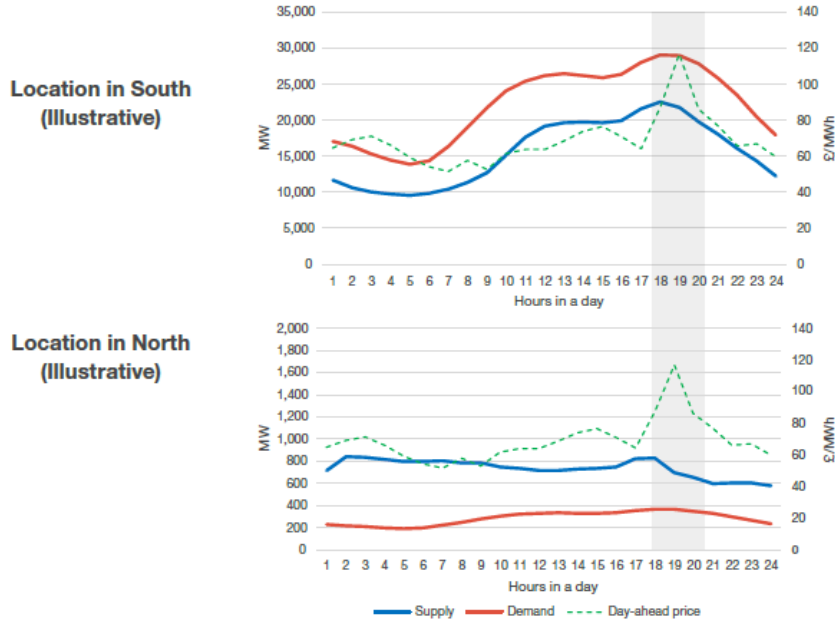 Location in South
(Illustrative)
MW
35,000
30,000
25,000
20,000
15,000
10,000
5,000
0
140
120
100
80
60
40
20
0
£/MWh
1 2 3 4 5 6 7 8 9 10 11 12 13 14 15 16 17 18 19 20 21 22 23 24
Hours in a day
Location in North
(Illustrative)
MW
2,000
1,800
1,600
1,400
1,200
1,000
800
600
400
200
0
140
120
100
80
60
40
20
0
£/MWh
1 2 3 4 5 6 7 8 9 10 11 12 13 14 15 16 17 18 19 20 21 22 23 24
Hours in a day
Supply Demand Day-ahead price